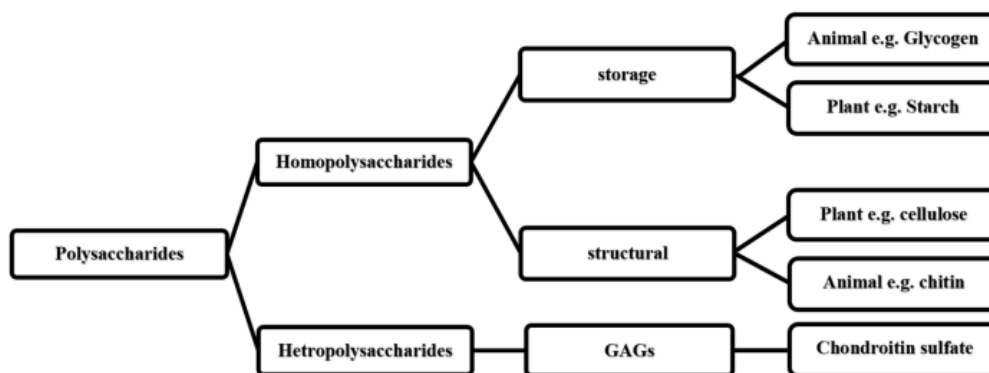 Animal e.g. Glycogen
storage
Plant e.g. Starch
Homopolysaccharides
Plant e.g. cellulose
Polysaccharides
structural
Animal e.g. chitin
Hetropolysaccharides
GAGs
Chondroitin sulfate